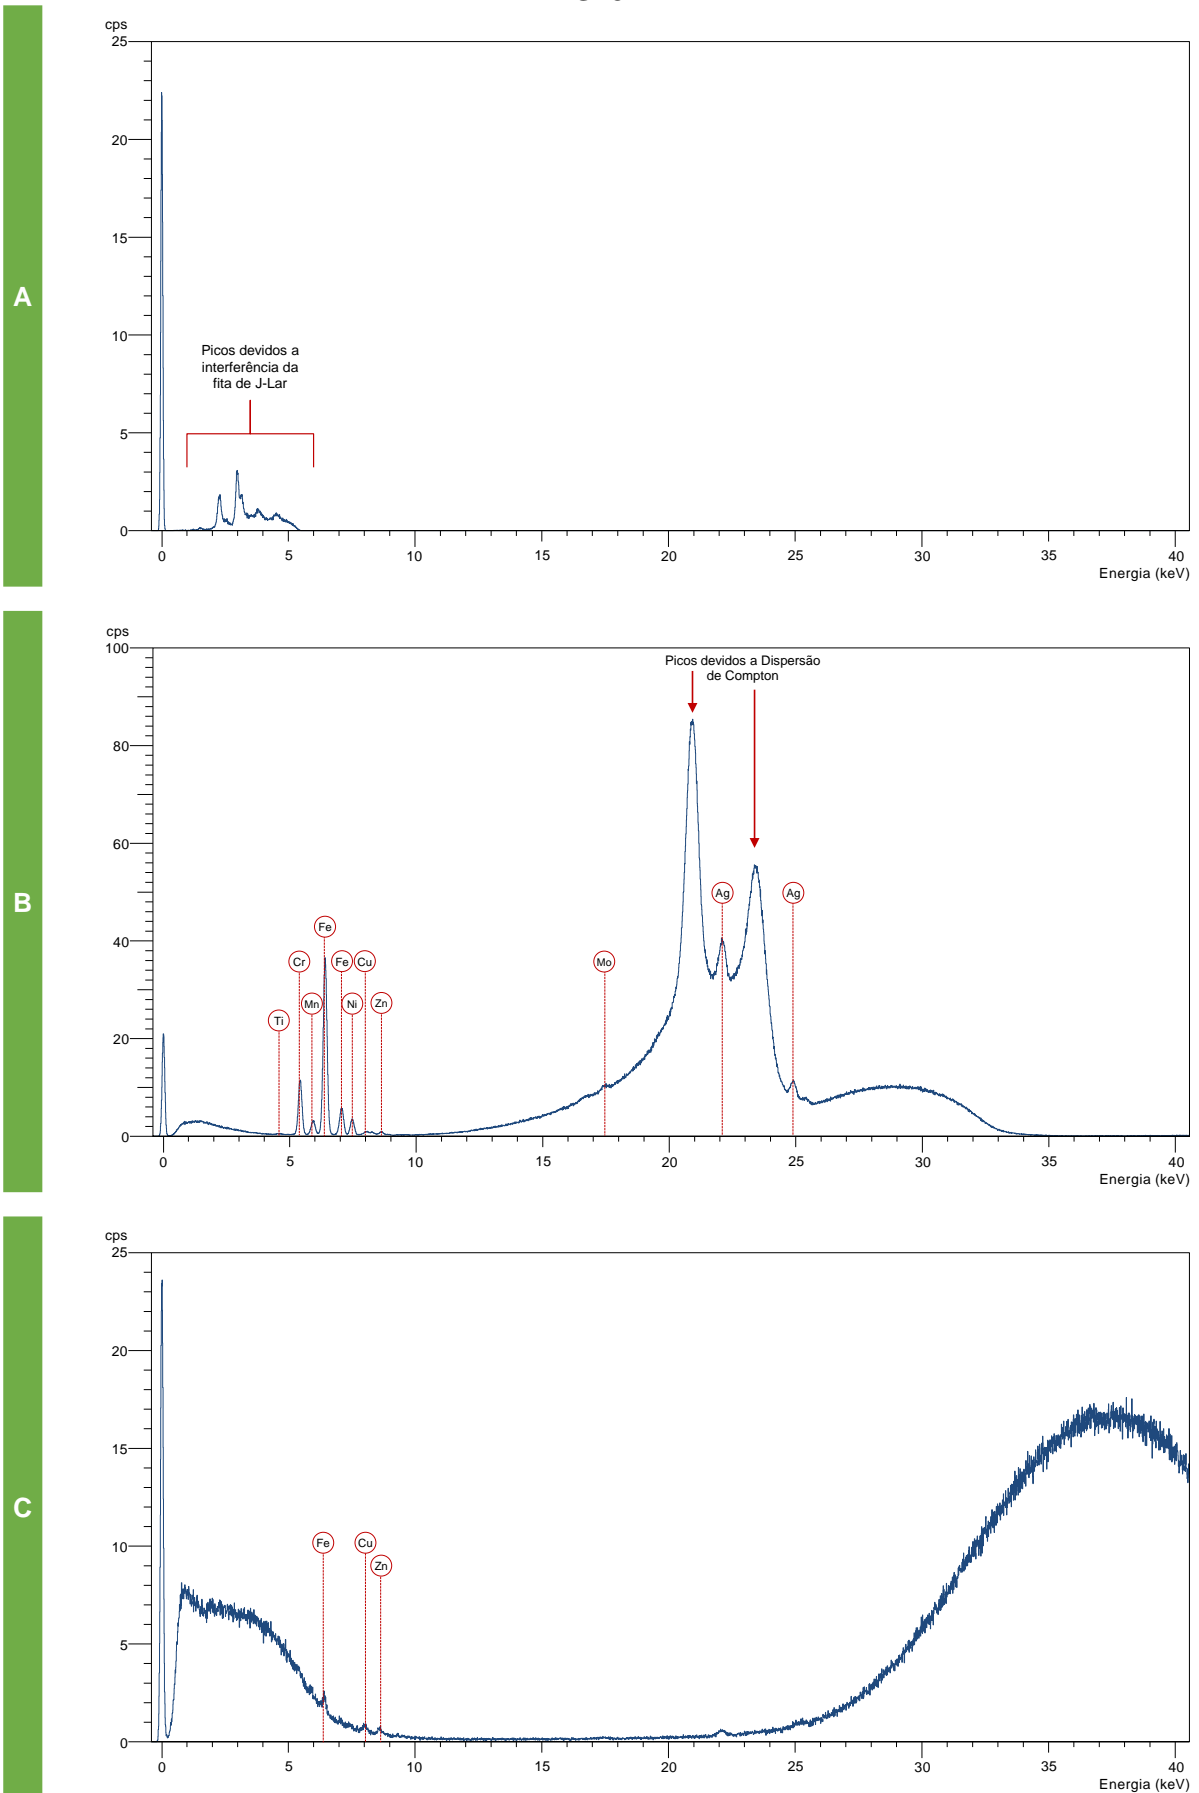 A
cps
25
20
15
10
5
0
Picos devidos a
interferência da
fita de J-Lar
0 5 10 15 20 25 30 35 40
Energia (keV)
B
cps
100
80
60
40
20
0
Picos devidos a Dispersão
de Compton
Ag Ag
Fe
Cr Fe Cu Mo
Mn Ni Zn
Ti
0 5 10 15 20 25 30 35 40
Energia (keV)
C
cps
25
20
15
10
5
0
Fe Cu
Zn
0 5 10 15 20 25 30 35 40
Energia (keV)